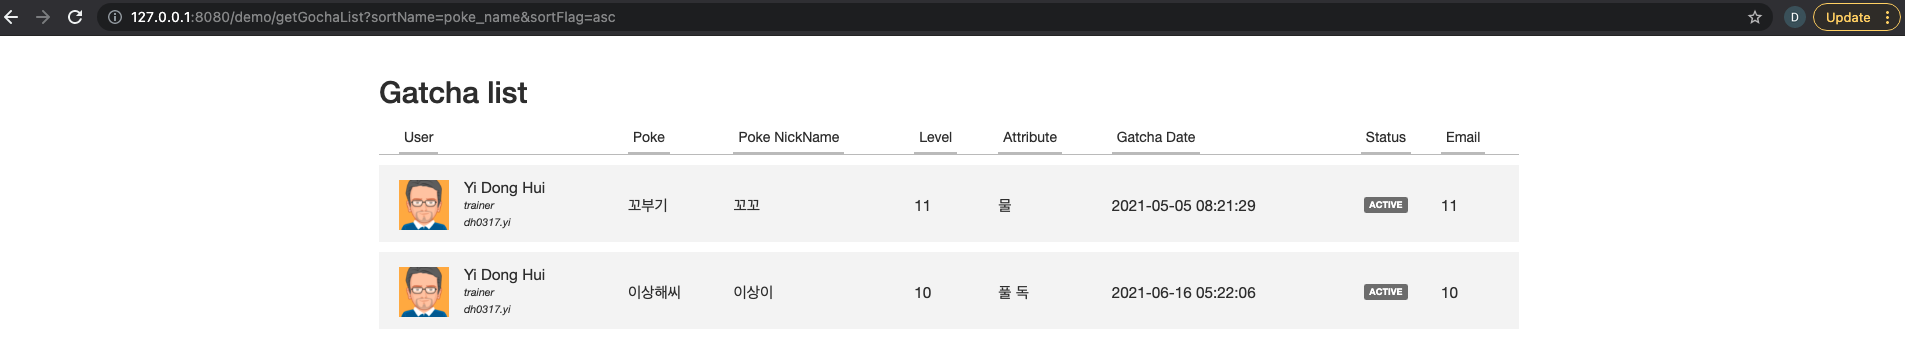 127.0.0.1:8080/demo/getGochaList?sortName=poke_name&sortFlag=asc
D
Update
Gatcha list
User Poke Poke NickName Level Attribute Gatcha Date Status Email
Yi Dong Hui
trainer
dh0317.yi
꼬부기 꼬꼬 11 물 2021-05-05 08:21:29 ACTIVE 11
Yi Dong Hui
trainer
dh0317.yi
이상해씨 이상이 10 풀 독 2021-06-16 05:22:06 ACTIVE 10